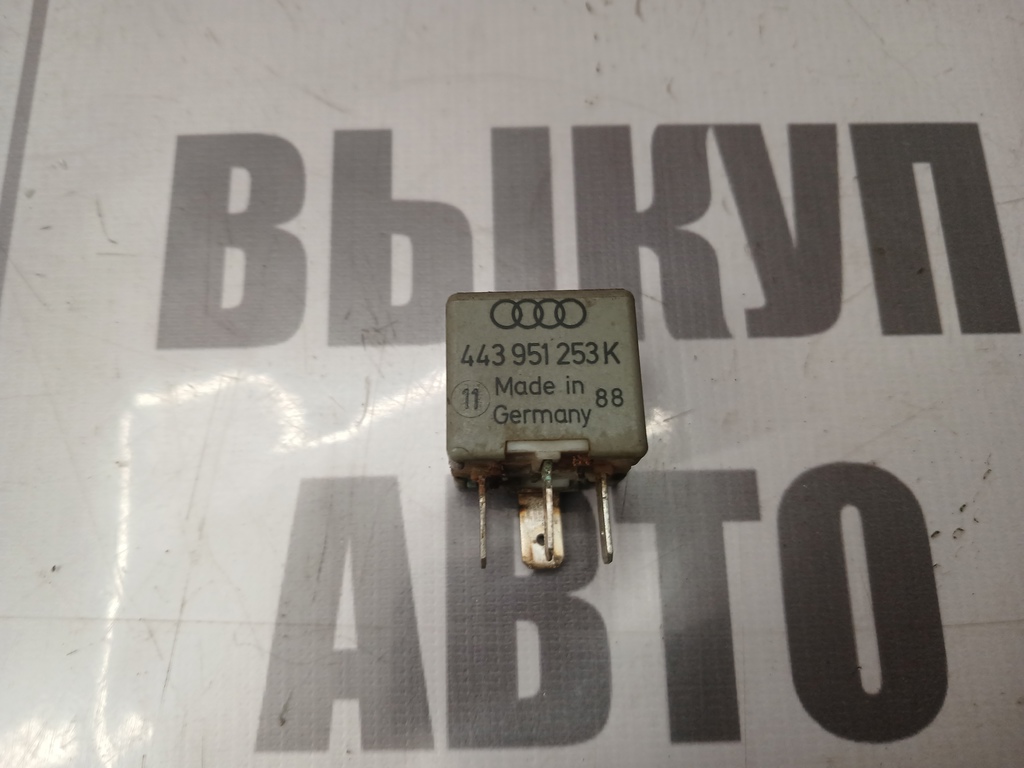 ВЫКУП
443 951 253 K
11 Made in 88
Germany
АВТО